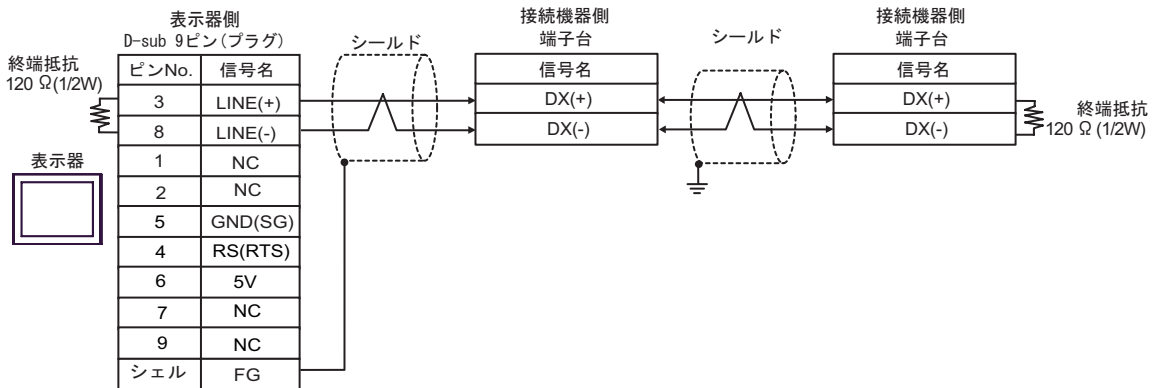 表示器側
D-sub 9ピン(プラグ)
終端抵抗
120 Ω(1/2W)
ピンNo. 信号名
3 LINE(+)
8 LINE(-)
1 NC
2 NC
5 GND(SG)
4 RS(RTS)
6 5V
7 NC
9 NC
シェル FG
表示器
シールド
接続機器側
端子台
信号名
DX(+)
DX(-)
シールド
接続機器側
端子台
信号名
DX(+)
DX(-)
終端抵抗
120 Ω (1/2W)